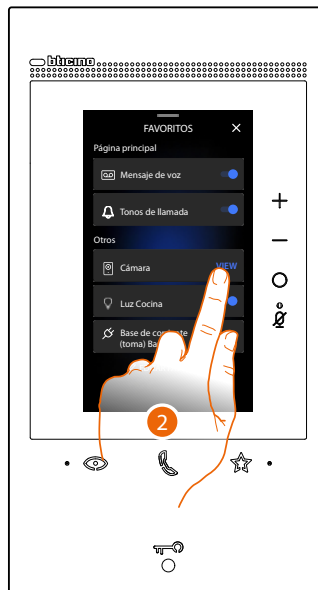 bticino
FAVORITOS
Página principal
Mensaje de voz
Tonos de llamada
Otros
Cámara
VIEW
Luz Cocina
Base de corriente
(toma)
2